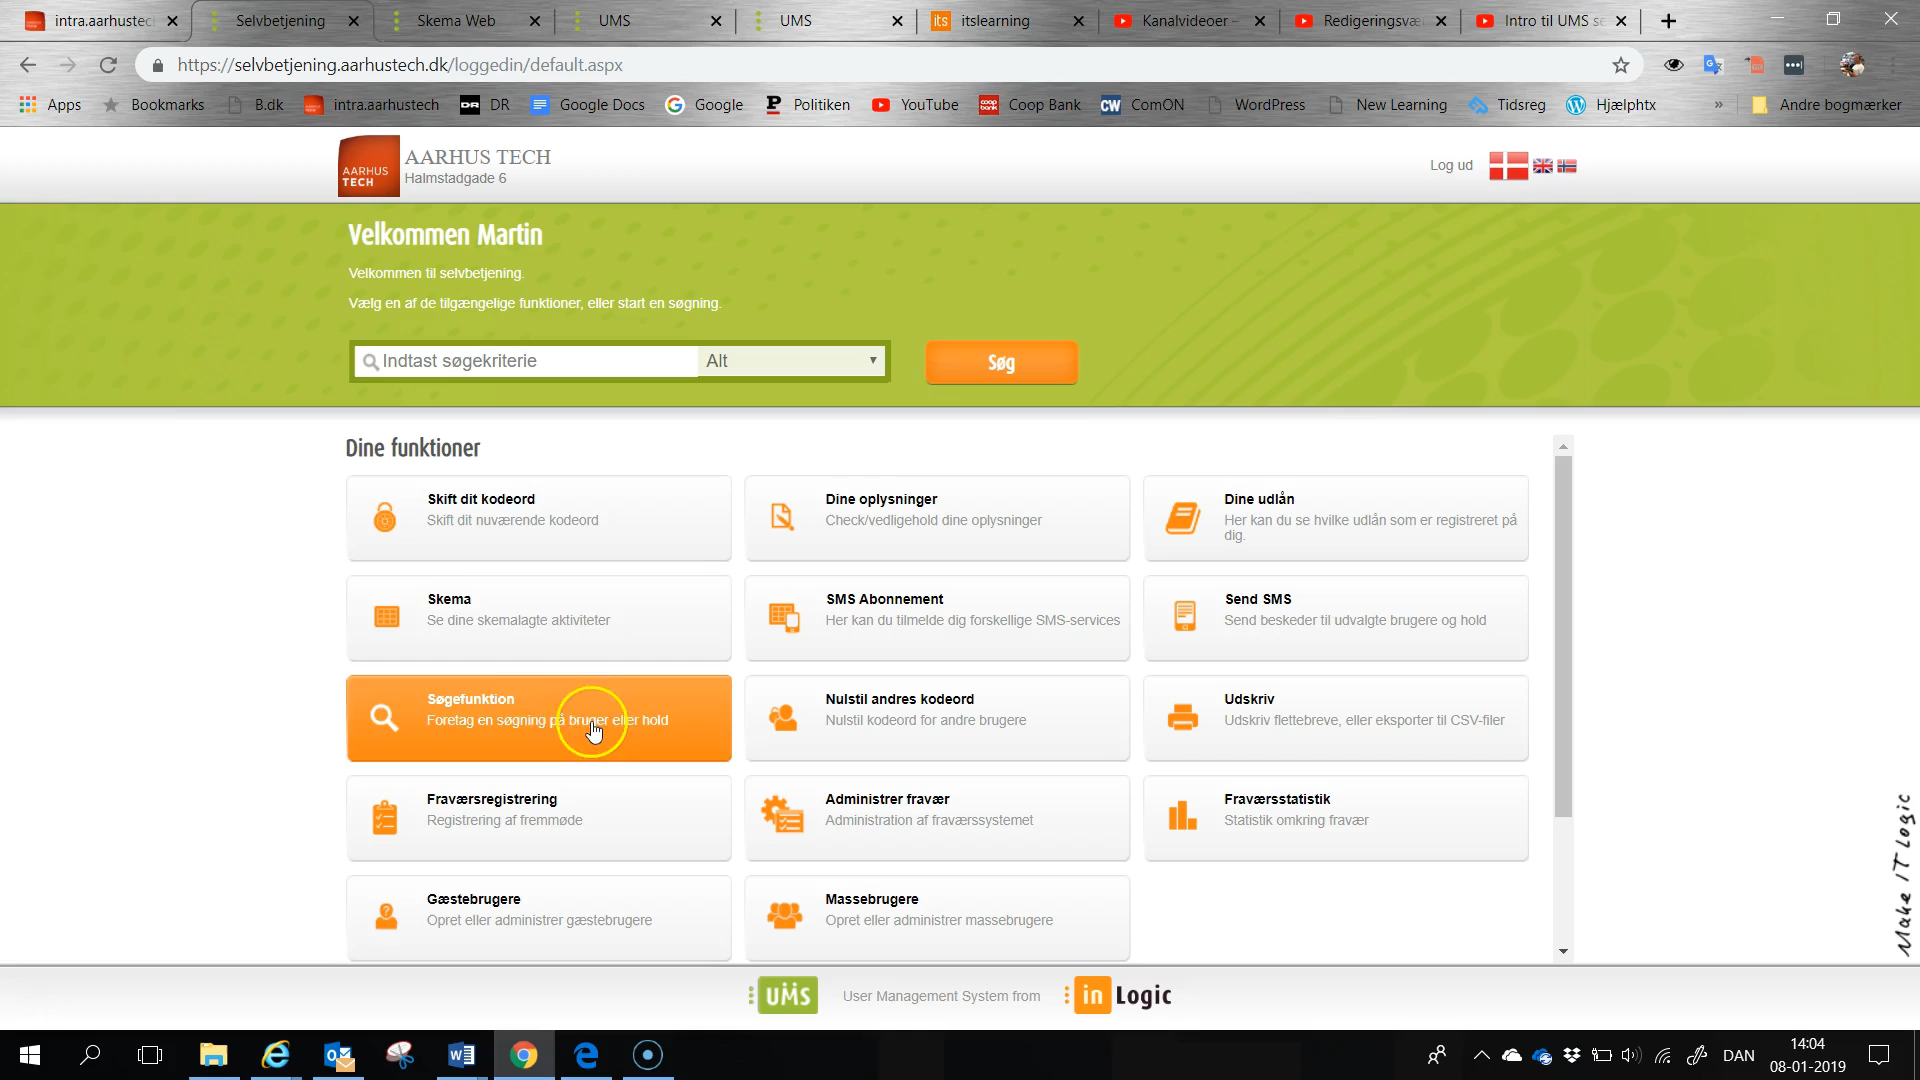 intra.aarhustec
Selvbetjening
Skema Web
UMS
UMS
its
itslearning
Kanalvideoer -
Redigeringsvæ
Intro til UMS se
https://selvbetjening.aarhustech.dk/loggedin/default.aspx
Apps
Bookmarks
B.dk
intra.aarhustech
DR
DR
Google Docs
Google
Politiken
YouTube
coop bank
Coop Bank
CW
ComON
WordPress
New Learning
Tidsreg
Hjælphtx
»
Andre bogmærker
AARHUS
TECH
AARHUS TECH
Halmstadgade 6
Log ud
Velkommen Martin
Velkommen til selvbetjening.
Vælg en af de tilgængelige funktioner, eller start en søgning.
Indtast søgekriterie
Alt
Søg
Dine funktioner
Skift dit kodeord
Skift dit nuværende kodeord
Dine oplysninger
Check/vedligehold dine oplysninger
Dine udlån
Her kan du se hvilke udlån som er registreret på
dig.
Skema
Se dine skemalagte aktiviteter
SMS Abonnement
Her kan du tilmelde dig forskellige SMS-services
Send SMS
Send beskeder til udvalgte brugere og hold
Søgefunktion
Foretag en søgning på bruger eller hold
Nulstil andres kodeord
Nulstil kodeord for andre brugere
Udskriv
Udskriv flettebreve, eller eksporter til CSV-filer
Fraværsregistrering
Registrering af fremmøde
Administrer fravær
Administration af fraværssystemet
Fraværsstatistik
Statistik omkring fravær
Gæstebrugere
Opret eller administrer gæstebrugere
Massebrugere
Opret eller administrer massebrugere
Make IT Logic
UMS
User Management System from
in Logic
DAN
14:04
08-01-2019